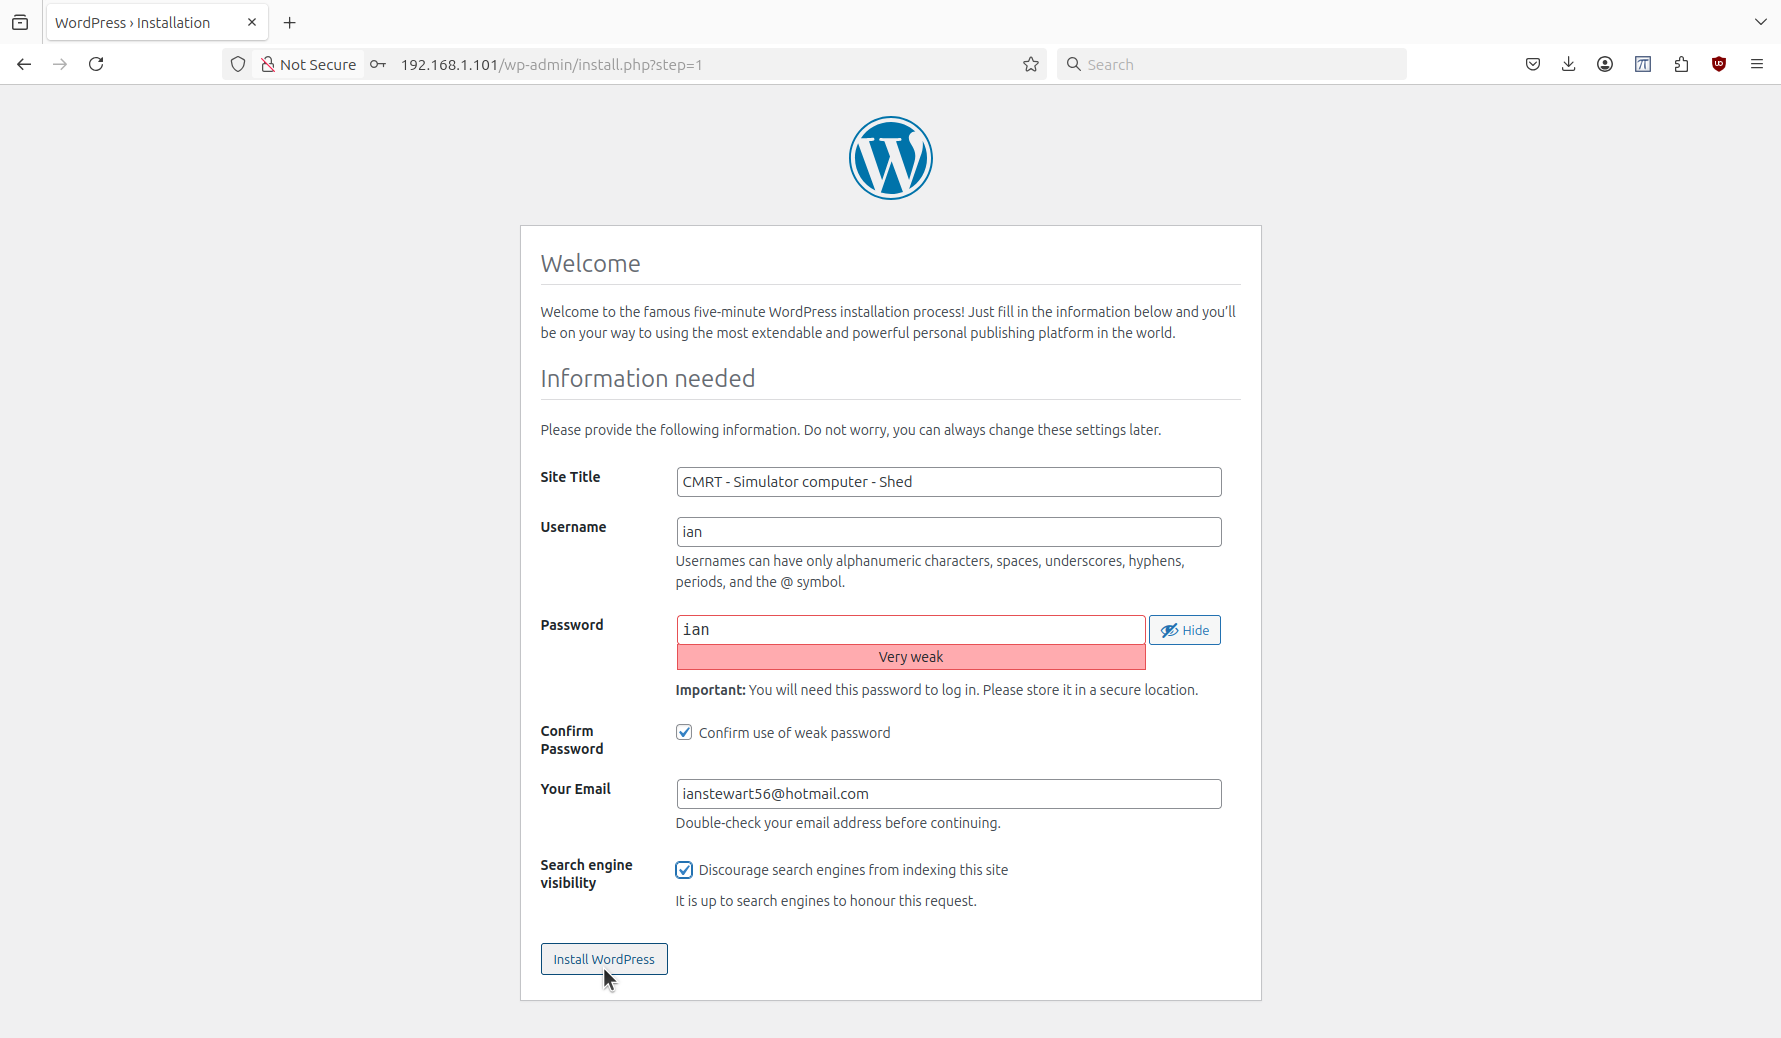 WordPress › Installation
Not Secure
192.168.1.101/wp-admin/install.php?step=1
Search
Welcome
Welcome to the famous five-minute WordPress installation process! Just fill in the information below and you’ll
be on your way to using the most extendable and powerful personal publishing platform in the world.
Information needed
Please provide the following information. Do not worry, you can always change these settings later.
Site Title
CMRT - Simulator computer - Shed
Username
ian
Usernames can have only alphanumeric characters, spaces, underscores, hyphens,
periods, and the @ symbol.
Password
ian
Hide
Very weak
Important: You will need this password to log in. Please store it in a secure location.
Confirm
Password
Confirm use of weak password
Your Email
ianstewart56@hotmail.com
Double-check your email address before continuing.
Search engine
visibility
Discourage search engines from indexing this site
It is up to search engines to honour this request.
Install WordPress